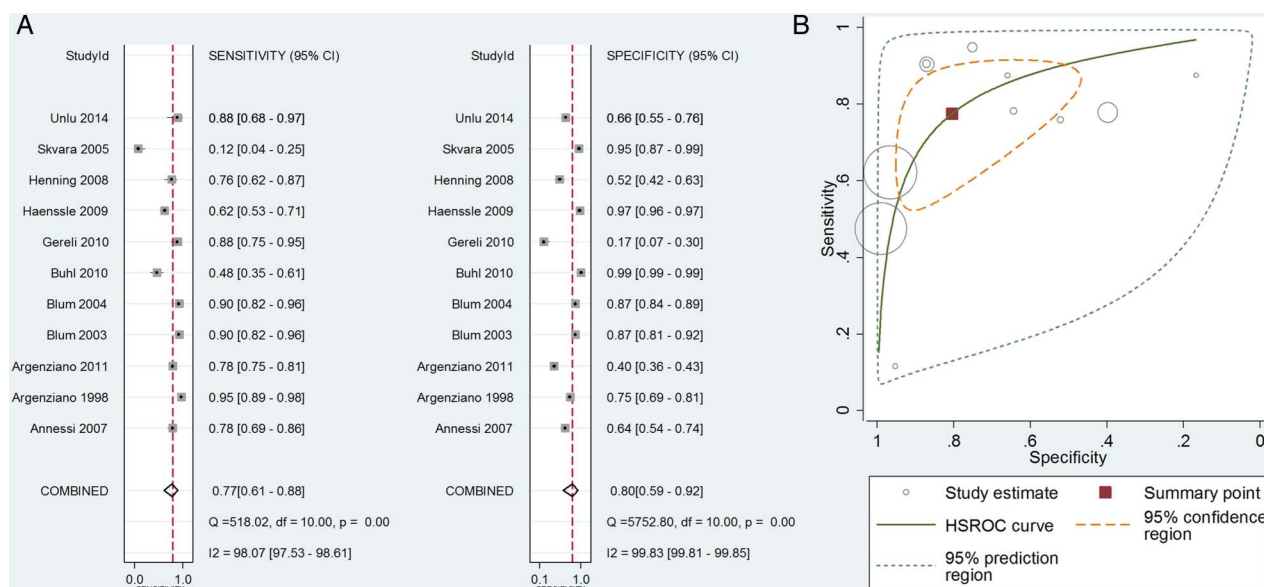 A
StudyId SENSITIVITY (95% CI)
Unlu 2014 0.88 [0.68 - 0.97]
Skvara 2005 0.12 [0.04 - 0.25]
Henning 2008 0.76 [0.62 - 0.87]
Haenssle 2009 0.62 [0.53 - 0.71]
Gereli 2010 0.88 [0.75 - 0.95]
Buhl 2010 0.48 [0.35 - 0.61]
Blum 2004 0.90 [0.82 - 0.96]
Blum 2003 0.90 [0.82 - 0.96]
Argenziano 2011 0.78 [0.75 - 0.81]
Argenziano 1998 0.95 [0.89 - 0.98]
Annessi 2007 0.78 [0.69 - 0.86]
COMBINED 0.77[0.61 - 0.88]
Q =518.02, df = 10.00, p = 0.00
I2 = 98.07 [97.53 - 98.61]
0.0 1.0
SENSITIVITY
StudyId SPECIFICITY (95% CI)
Unlu 2014 0.66 [0.55 - 0.76]
Skvara 2005 0.95 [0.87 - 0.99]
Henning 2008 0.52 [0.42 - 0.63]
Haenssle 2009 0.97 [0.96 - 0.97]
Gereli 2010 0.17 [0.07 - 0.30]
Buhl 2010 0.99 [0.99 - 0.99]
Blum 2004 0.87 [0.84 - 0.89]
Blum 2003 0.87 [0.81 - 0.92]
Argenziano 2011 0.40 [0.36 - 0.43]
Argenziano 1998 0.75 [0.69 - 0.81]
Annessi 2007 0.64 [0.54 - 0.74]
COMBINED 0.80[0.59 - 0.92]
Q =5752.80, df = 10.00, p = 0.00
I2 = 99.83 [99.81 - 99.85]
0.1 1.0
SPECIFICITY
B
Sensitivity
1
.8
.6
.4
.2
0
1 .8 .6 .4 .2 0
Specificity
Study estimate
Summary point
HSROC curve
95% confidence
region
95% prediction
region